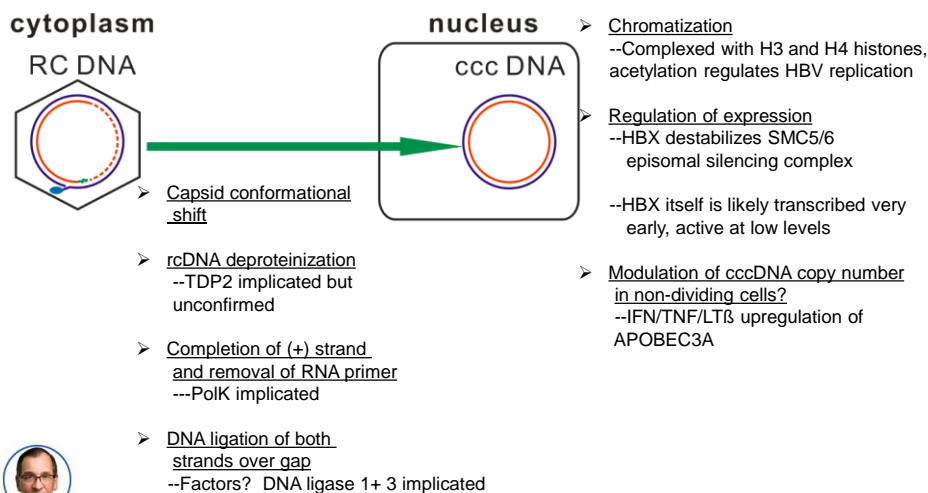 cytoplasm
RC DNA
nucleus
ccc DNA
➢ Capsid conformational
shift
➢ rcDNA deproteinization
--TDP2 implicated but
unconfirmed
➢ Completion of (+) strand
and removal of RNA primer
---PolK implicated
➢ DNA ligation of both
strands over gap
--Factors? DNA ligase 1+ 3 implicated
➢ Chromatization
--Complexed with H3 and H4 histones,
acetylation regulates HBV replication
➢ Regulation of expression
--HBX destabilizes SMC5/6
episomal silencing complex
--HBX itself is likely transcribed very
early, active at low levels
➢ Modulation of cccDNA copy number
in non-dividing cells?
--IFN/TNF/LTß upregulation of
APOBEC3A